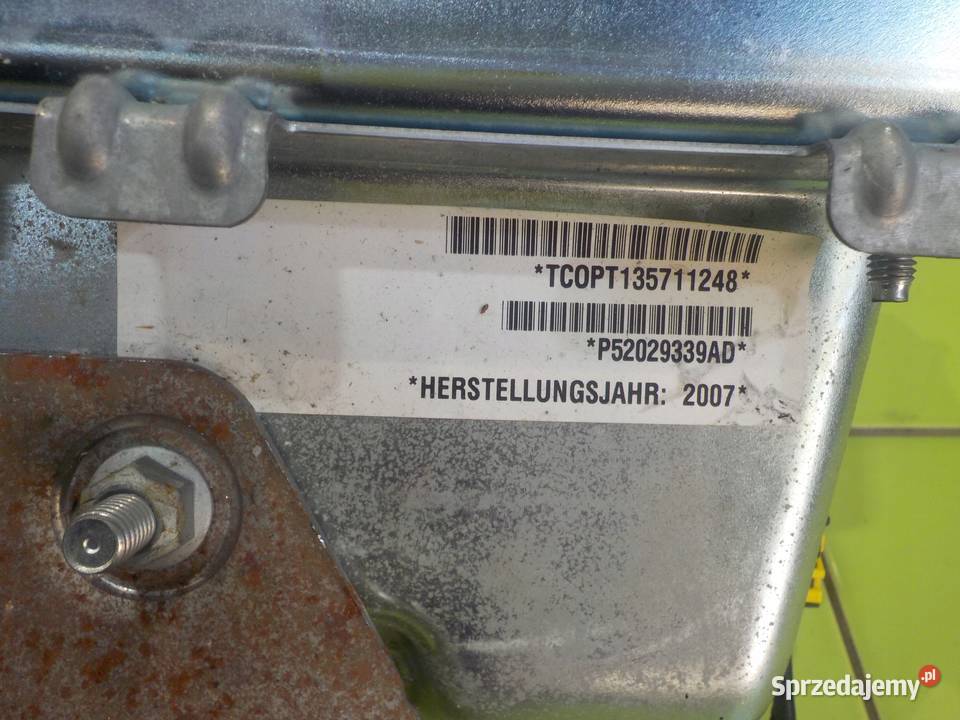 *TCOPT135711248*
*P52029339AD*
*HERSTELLUNGSJAHR: 2007*
Sprzedajemy.pl